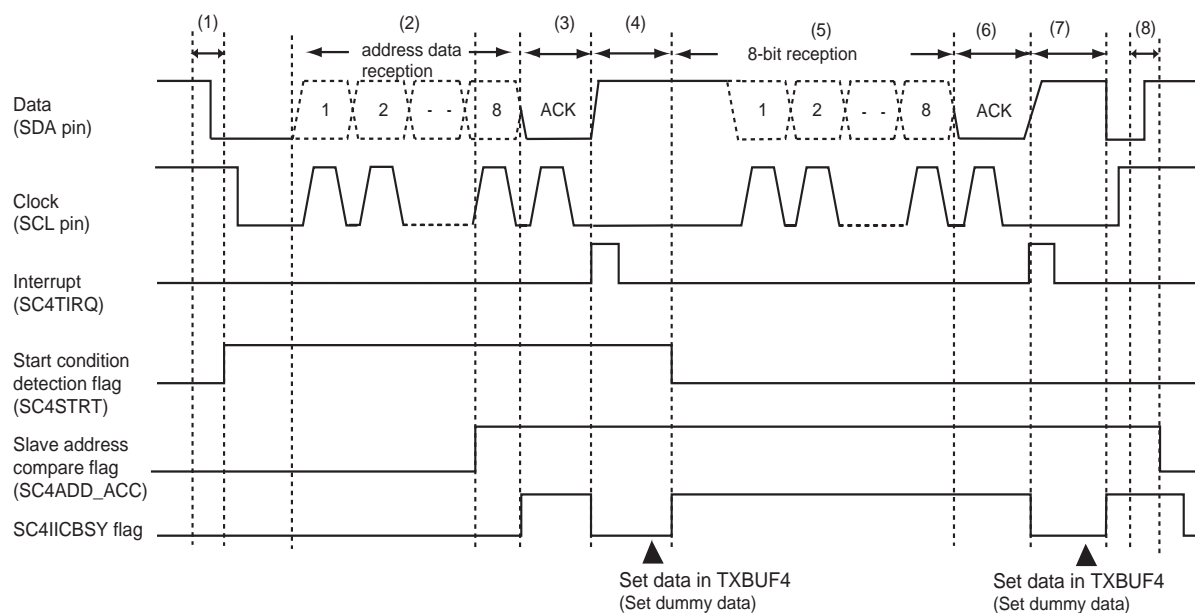 (1) (2) (3) (4) (5) (6) (7) (8)
address data
reception
8-bit reception
Data
(SDA pin)
1 2 - - 8 ACK 1 2 - - 8 ACK
Clock
(SCL pin)
Interrupt
(SC4TIRQ)
Start condition
detection flag
(SC4STRT)
Slave address
compare flag
(SC4ADD_ACC)
SC4IICBSY flag
Set data in TXBUF4
(Set dummy data)
Set data in TXBUF4
(Set dummy data)